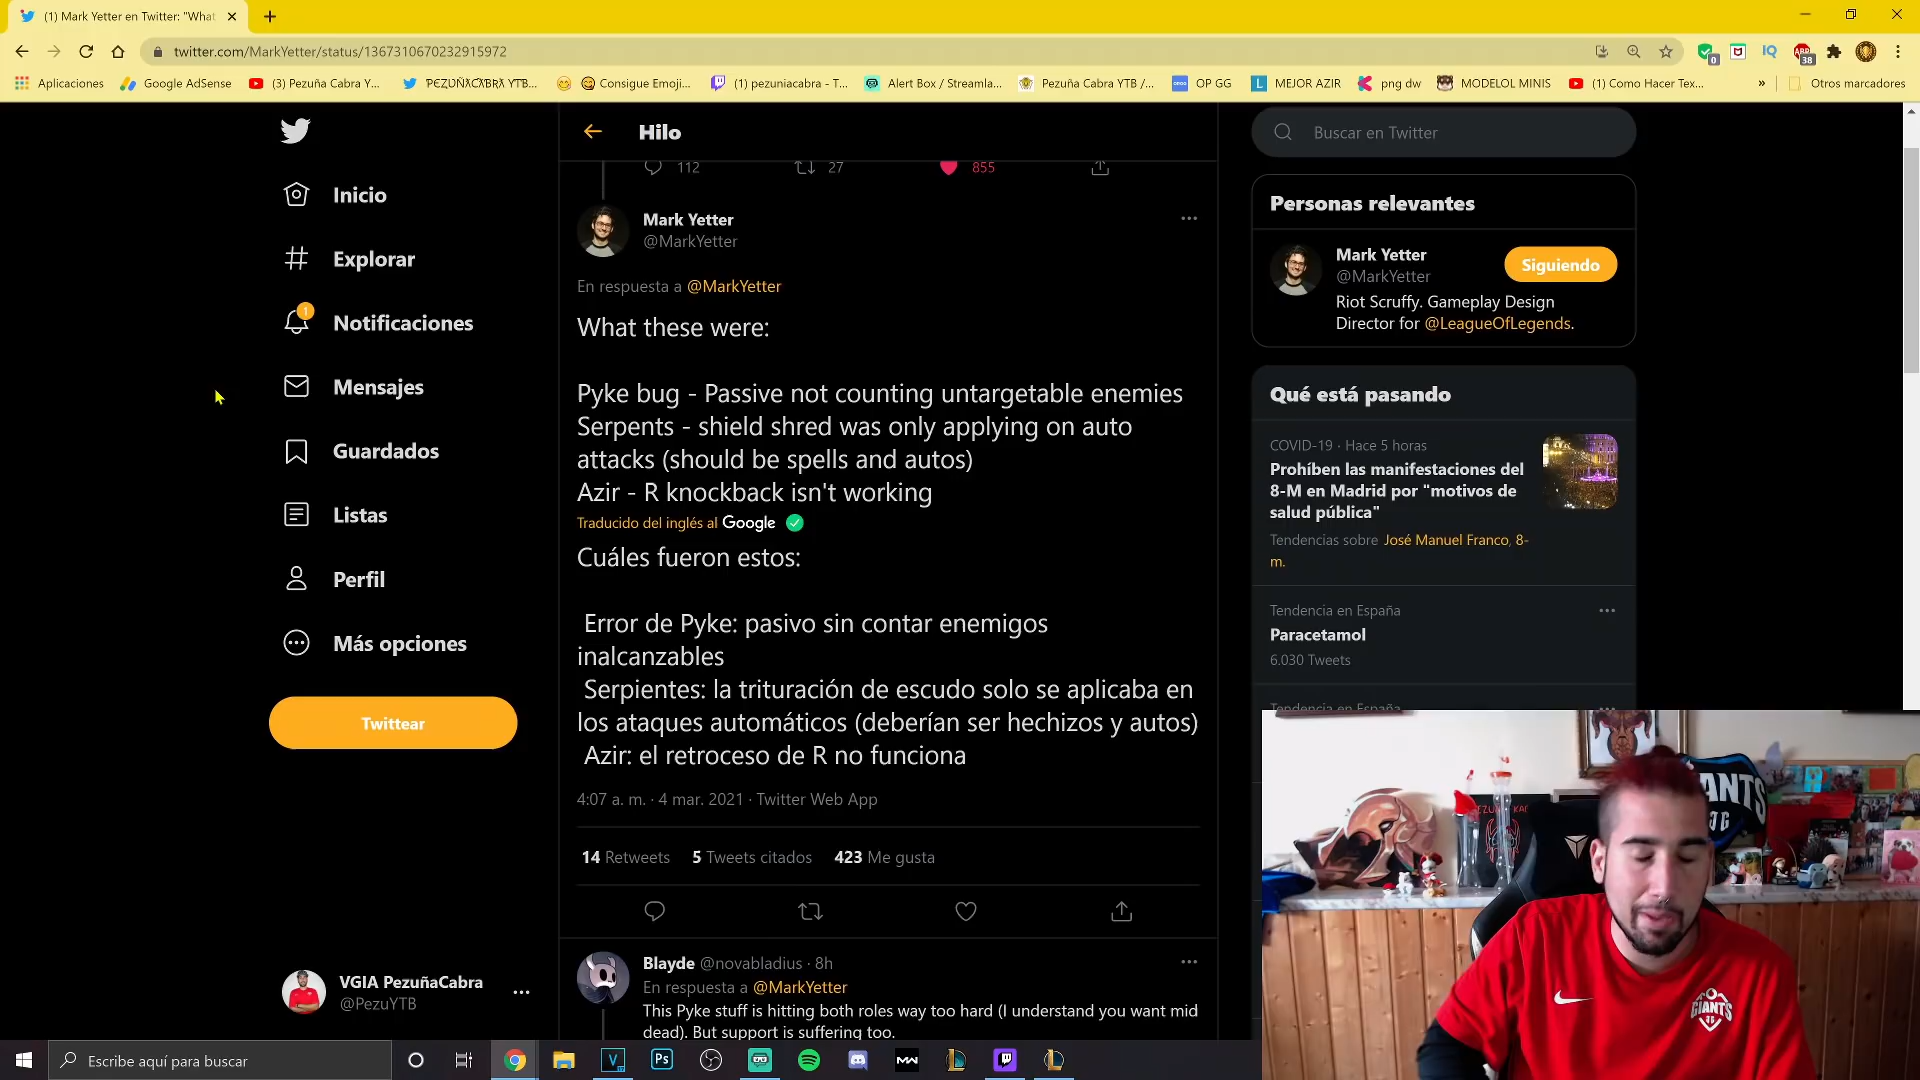 (1) Mark Yetter en Twitter: "What
twitter.com/MarkYetter/status/1367310670232915972
0
38
Aplicaciones
Google AdSense
(3) Pezuña Cabra Y...
Consigue Emoji...
(1) pezuniacabra - T...
Alert Box / Streamla...
Pezuña Cabra YTB /...
OP GG
MEJOR AZIR
png dw
MODELOL MINIS
(1) Como Hacer Tex...
»
Otros marcadores
Inicio
Explorar
1
Notificaciones
Mensajes
Guardados
Listas
Perfil
Más opciones
Twittear
VGIA PezuñaCabra
@PezuYTB
Hilo
112
27
855
Mark Yetter
@MarkYetter
En respuesta a @MarkYetter
What these were:
Pyke bug - Passive not counting untargetable enemies
Serpents - shield shred was only applying on auto
attacks (should be spells and autos)
Azir - R knockback isn't working
Traducido del inglés al Google
Cuáles fueron estos:
Error de Pyke: pasivo sin contar enemigos
inalcanzables
Serpientes: la trituración de escudo solo se aplicaba en
los ataques automáticos (deberían ser hechizos y autos)
Azir: el retroceso de R no funciona
4:07 a. m. · 4 mar. 2021 · Twitter Web App
14 Retweets 5 Tweets citados 423 Me gusta
Blayde @novabladius · 8h
En respuesta a @MarkYetter
This Pyke stuff is hitting both roles way too hard (I understand you want mid
dead). But support is suffering too.
Buscar en Twitter
Personas relevantes
Mark Yetter
@MarkYetter
Siguiendo
Riot Scruffy. Gameplay Design
Director for @LeagueOfLegends.
Qué está pasando
COVID-19 · Hace 5 horas
Prohíben las manifestaciones del
8-M en Madrid por "motivos de
salud pública"
Tendencias sobre José Manuel Franco, 8-
m.
Tendencia en España
Paracetamol
6.030 Tweets
Tendencia en España
GIANTS
Escribe aquí para buscar
Ps